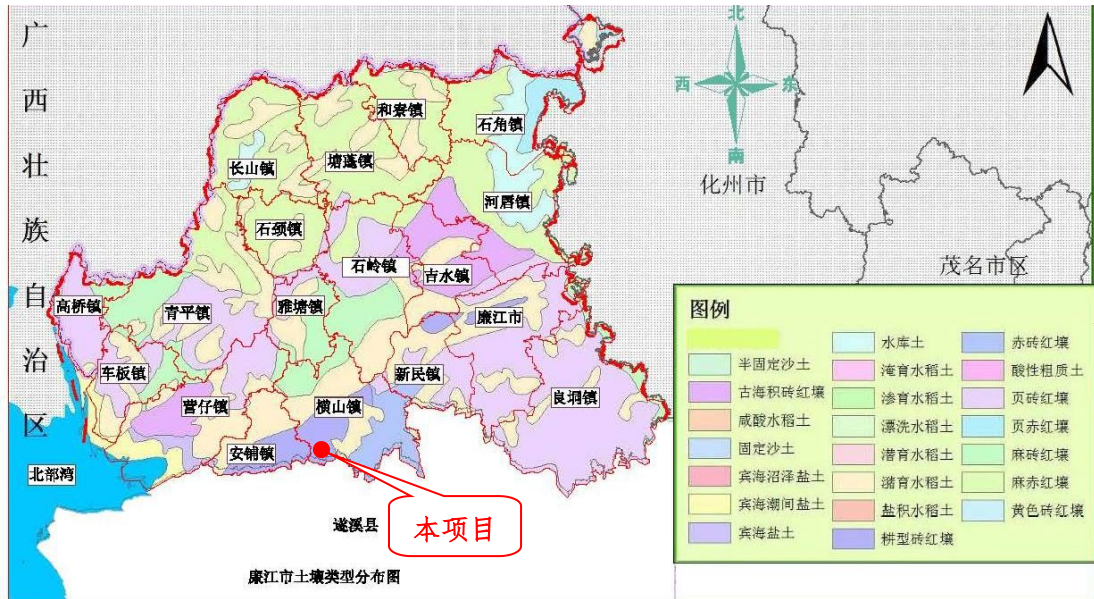 广西壮族自治区
北
西
东
南
和寮镇
石角镇
长山镇
塘蓬镇
化州市
河唇镇
石颈镇
石岭镇
吉水镇
茂名市区
高桥镇
青平镇
雅塘镇
廉江市
车板镇
新民镇
良垌镇
营仔镇
横山镇
安铺镇
北部湾
遂溪县
本项目
廉江市土壤类型分布图
图例
半固定沙土
古海积砖红壤
咸酸水稻土
固定沙土
宾海沼泽盐土
宾海潮间盐土
宾海盐土
水库土
淹育水稻土
渗育水稻土
漂洗水稻土
潜育水稻土
潴育水稻土
盐积水稻土
耕型砖红壤
赤砖红壤
酸性粗质土
页砖红壤
页赤红壤
麻砖红壤
麻赤红壤
黄色砖红壤